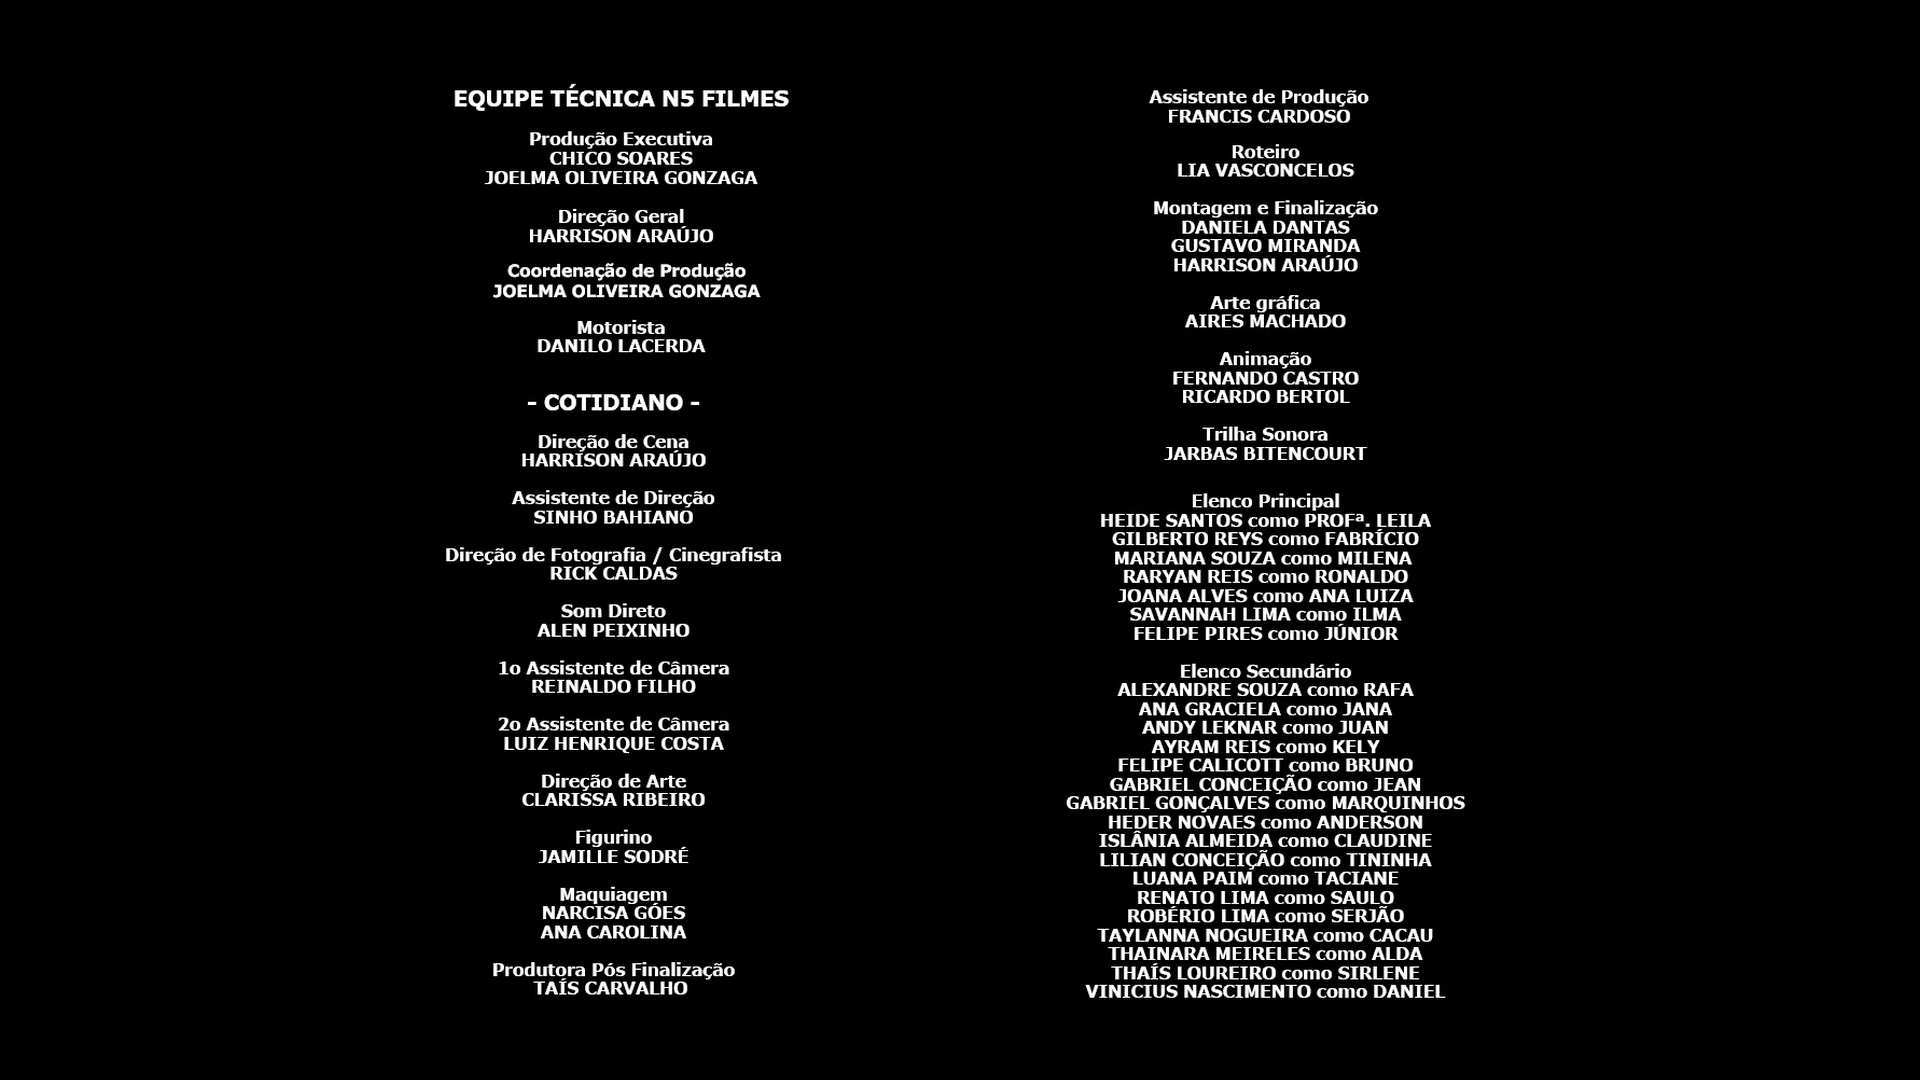 EQUIPE TÉCNICA N5 FILMES
Produção Executiva
CHICO SOARES
JOELMA OLIVEIRA GONZAGA
Direção Geral
HARRISON ARAÚJO
Coordenação de Produção
JOELMA OLIVEIRA GONZAGA
Motorista
DANILO LACERDA
- COTIDIANO -
Direção de Cena
HARRISON ARAÚJO
Assistente de Direção
SINHO BAHIANO
Direção de Fotografia / Cinegrafista
RICK CALDAS
Som Direto
ALEN PEIXINHO
1o Assistente de Câmera
REINALDO FILHO
2o Assistente de Câmera
LUIZ HENRIQUE COSTA
Direção de Arte
CLARISSA RIBEIRO
Figurino
JAMILLE SODRÉ
Maquiagem
NARCISA GÓES
ANA CAROLINA
Produtora Pós Finalização
TAÍS CARVALHO
Assistente de Produção
FRANCIS CARDOSO
Roteiro
LIA VASCONCELOS
Montagem e Finalização
DANIELA DANTAS
GUSTAVO MIRANDA
HARRISON ARAÚJO
Arte gráfica
AIRES MACHADO
Animação
FERNANDO CASTRO
RICARDO BERTOL
Trilha Sonora
JARBAS BITENCOURT
Elenco Principal
HEIDE SANTOS como PROFª. LEILA
GILBERTO REYS como FABRÍCIO
MARIANA SOUZA como MILENA
RARYAN REIS como RONALDO
JOANA ALVES como ANA LUIZA
SAVANNAH LIMA como ILMA
FELIPE PIRES como JÚNIOR
Elenco Secundário
ALEXANDRE SOUZA como RAFA
ANA GRACIELA como JANA
ANDY LEKNAR como JUAN
AYRAM REIS como KELY
FELIPE CALICOTT como BRUNO
GABRIEL CONCEIÇÃO como JEAN
GABRIEL GONÇALVES como MARQUINHOS
HEDER NOVAES como ANDERSON
ISLÂNIA ALMEIDA como CLAUDINE
LILIAN CONCEIÇÃO como TININHA
LUANA PAIM como TACIANE
RENATO LIMA como SAULO
ROBÉRIO LIMA como SERJÃO
TAYLANNA NOGUEIRA como CACAU
THAINARA MEIRELES como ALDA
THAÍS LOUREIRO como SIRLENE
VINICIUS NASCIMENTO como DANIEL